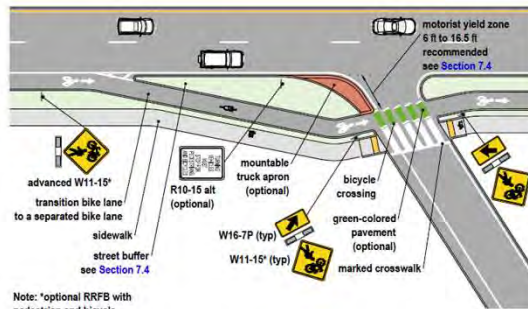 motorist yield zone
6 ft to 16.5 ft
recommended
see Section 7.4
advanced W11-15*
transition bike lane
to a separated bike lane
sidewalk
street buffer
see Section 7.4
R10-15 alt
(optional)
mountable
truck apron
(optional)
W16-7P (typ)
W11-15* (typ)
bicycle
crossing
green-colored
pavement
(optional)
marked crosswalk
Note: *optional RRFB with